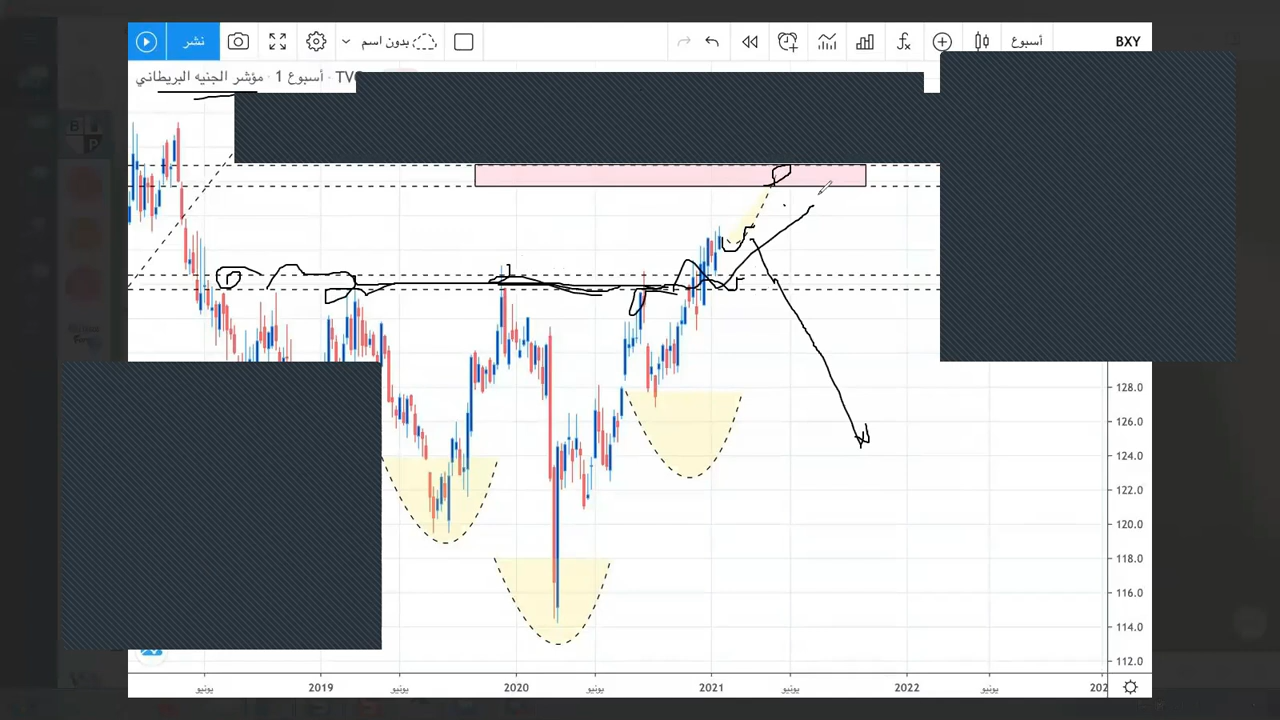 نشر
بدون اسم
أسبوع
BXY
مؤشر الجنيه البريطاني · أسبوع 1 · TVC
128.0
126.0
124.0
122.0
120.0
118.0
116.0
114.0
112.0
يونيو 2019 يونيو 2020 يونيو 2021 يونيو 2022 يونيو 202